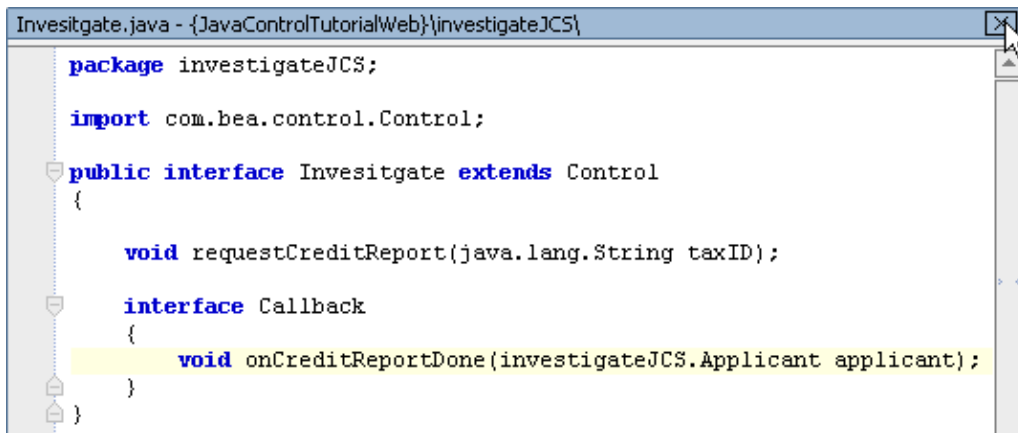 Invesitgate.java - {JavaControlTutorialWeb}\investigateJCS\
package investigateJCS;
import com.bea.control.Control;
public interface Invesitgate extends Control
{
void requestCreditReport(java.lang.String taxID);
interface Callback
{
void onCreditReportDone(investigateJCS.Applicant applicant);
}
}